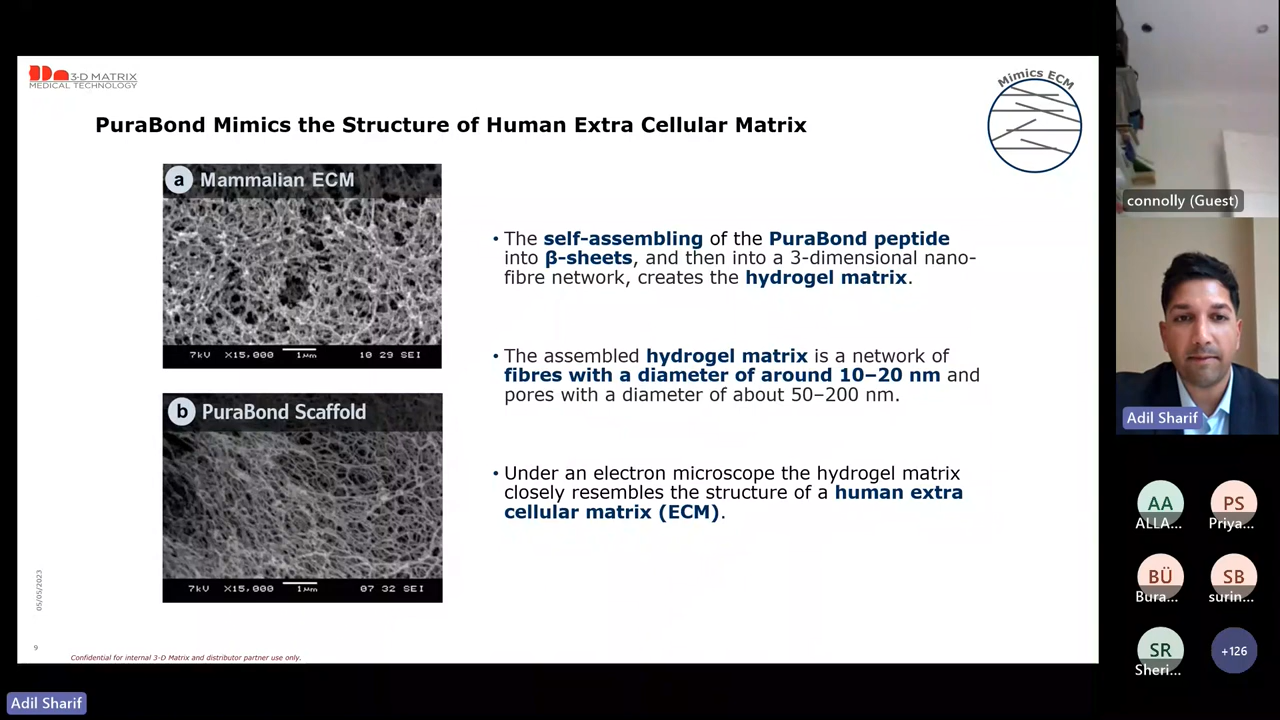 3-D MATRIX
MEDICAL TECHNOLOGY
Mimics ECM
PuraBond Mimics the Structure of Human Extra Cellular Matrix
a Mammalian ECM
7kV X15,000 1µm 10 29 SEI
b PuraBond Scaffold
7kV X15,000 1µm 07 32 SEI
• The self-assembling of the PuraBond peptide
into β-sheets, and then into a 3-dimensional nano-
fibre network, creates the hydrogel matrix.
• The assembled hydrogel matrix is a network of
fibres with a diameter of around 10–20 nm and
pores with a diameter of about 50–200 nm.
• Under an electron microscope the hydrogel matrix
closely resembles the structure of a human extra
cellular matrix (ECM).
05/05/2023
9
Confidential for internal 3-D Matrix and distributor partner use only.
connolly (Guest)
Adil Sharif
AA
ALLA...
PS
Priya...
BÜ
Bura...
SB
surin...
SR
Sheri...
+126
Adil Sharif